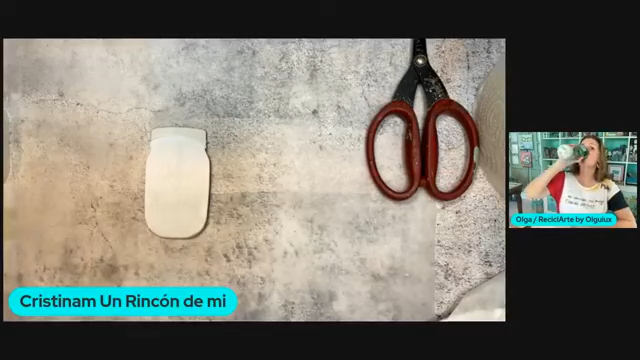 Cristinam Un Rincón de mi
Olga / ReciclArte by Olguiux